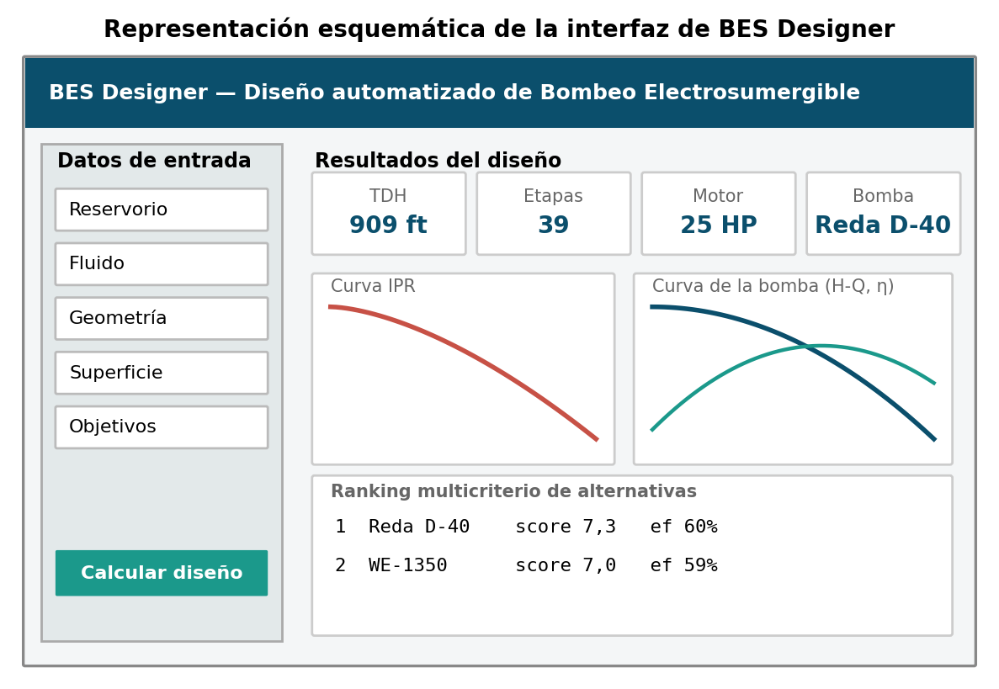 Representación esquemática de la interfaz de BES Designer
BES Designer — Diseño automatizado de Bombeo Electrosumergible
Datos de entrada
Reservorio
Fluido
Geometría
Superficie
Objetivos
Calcular diseño
Resultados del diseño
TDH
909 ft
Etapas
39
Motor
25 HP
Bomba
Reda D-40
Curva IPR
Curva de la bomba (H-Q, η)
Ranking multicriterio de alternativas
1 Reda D-40 score 7,3 ef 60%
2 WE-1350 score 7,0 ef 59%